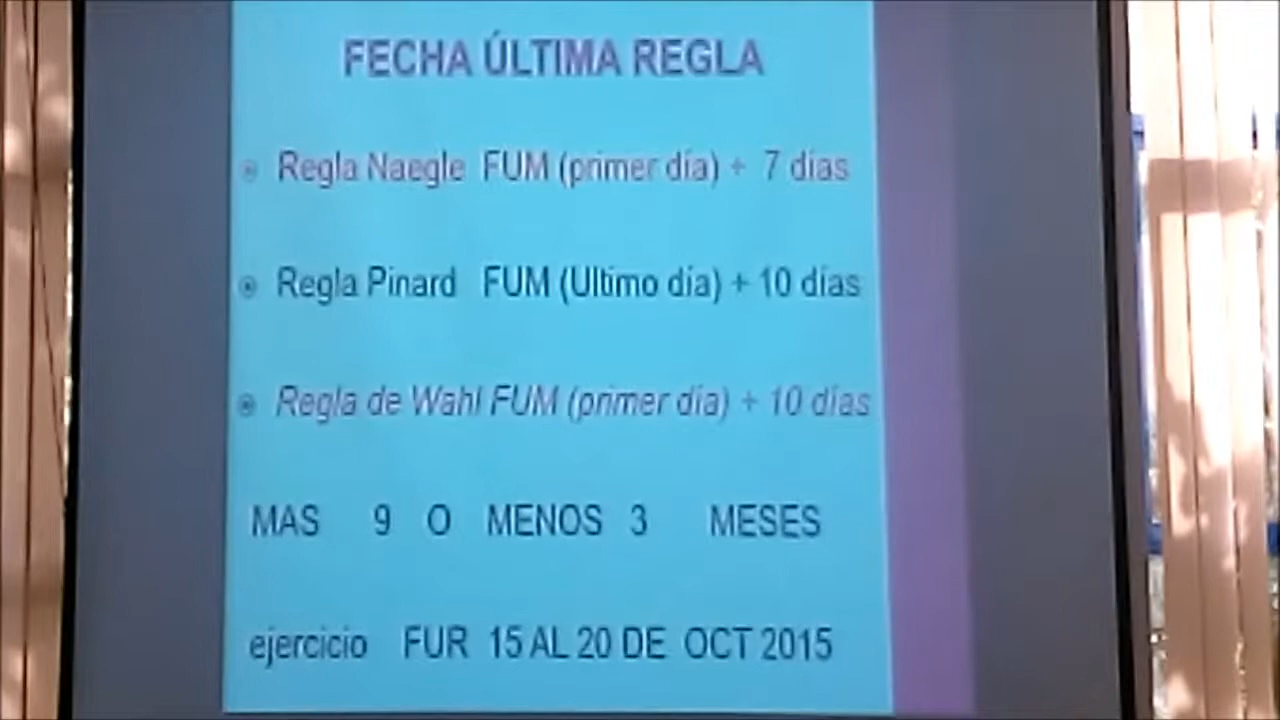 FECHA ÚLTIMA REGLA
Regla Naegle FUM (primer día) + 7 días
Regla Pinard FUM (Ultimo día) + 10 días
Regla de Wahl FUM (primer día) + 10 días
MAS 9 O MENOS 3 MESES
ejercicio FUR 15 AL 20 DE OCT 2015